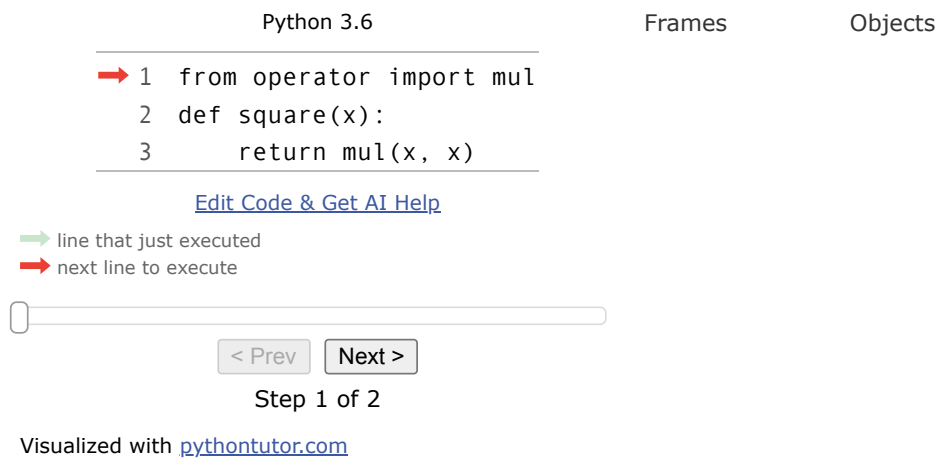 Python 3.6
Frames
Objects
1 from operator import mul
2 def square(x):
3     return mul(x, x)
Edit Code & Get AI Help
line that just executed
next line to execute
< Prev
Next >
Step 1 of 2
Visualized with pythontutor.com